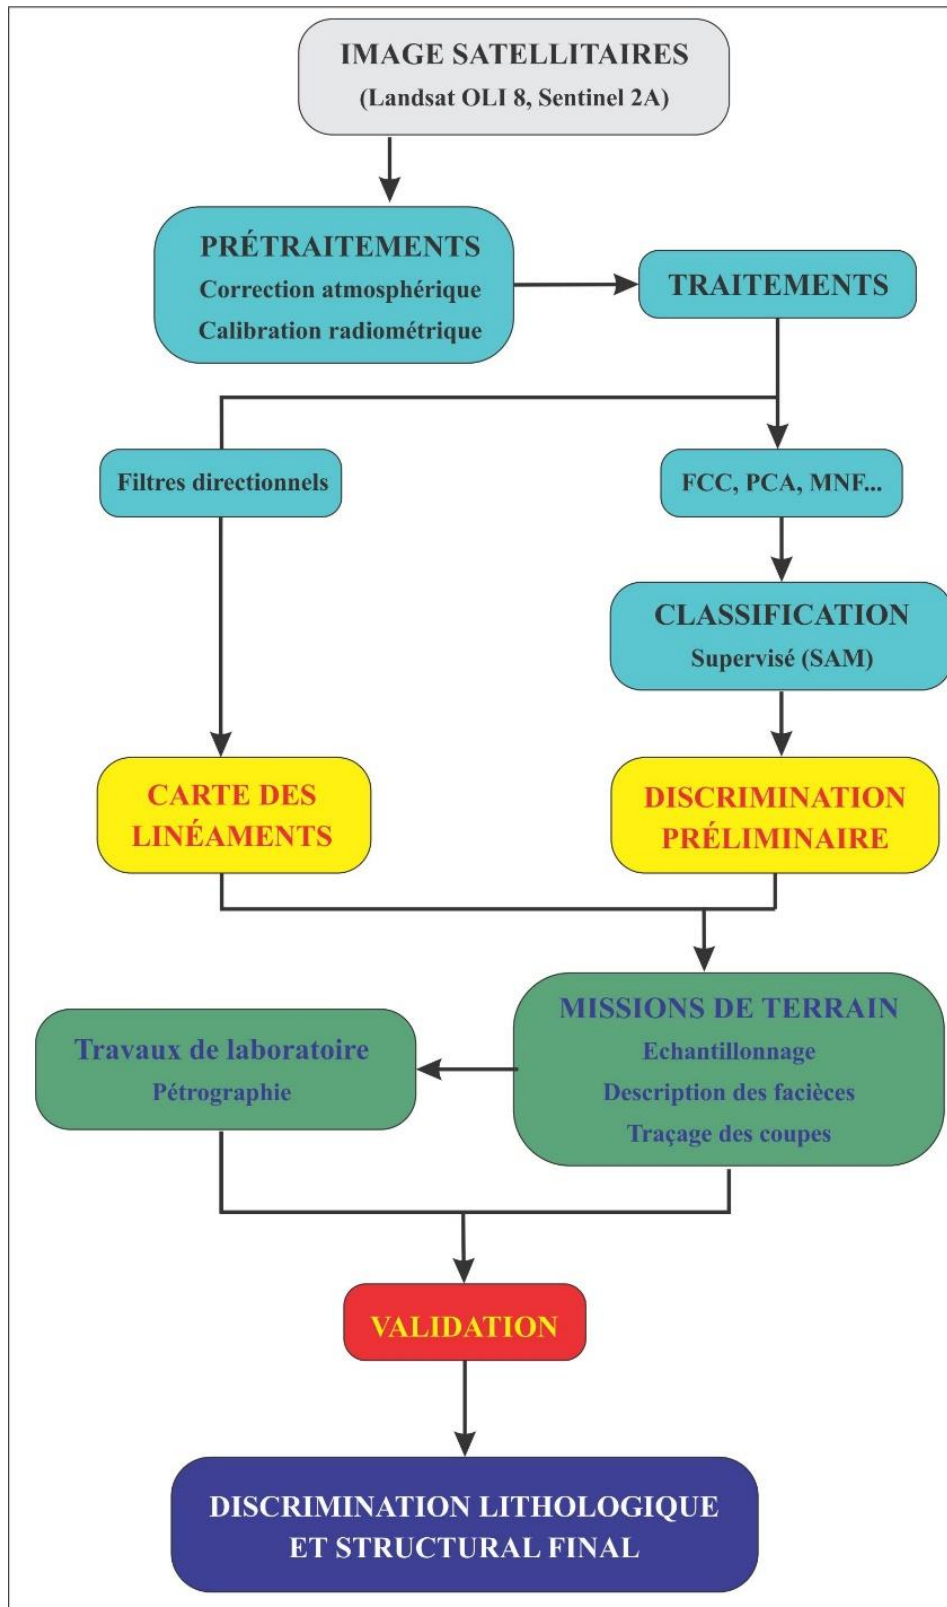 IMAGE SATELLITAIRES
(Landsat OLI 8, Sentinel 2A)
PRÉTRAITEMENTS
Correction atmosphérique
Calibration radiométrique
TRAITEMENTS
Filtres directionnels
FCC, PCA, MNF...
CLASSIFICATION
Supervisé (SAM)
CARTE DES
LINÉAMENTS
DISCRIMINATION
PRÉLIMINAIRE
MISSIONS DE TERRAIN
Echantillonnage
Description des facièces
Traçage des coupes
Travaux de laboratoire
Pétrographie
VALIDATION
DISCRIMINATION LITHOLOGIQUE
ET STRUCTURAL FINAL